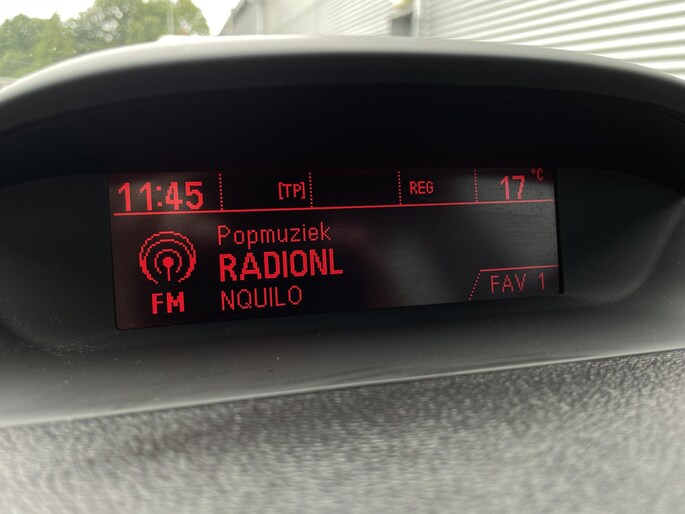 11:45 [TP] REG 17 °C
Popmuziek
RADIONL
FM NQUILO FAV 1